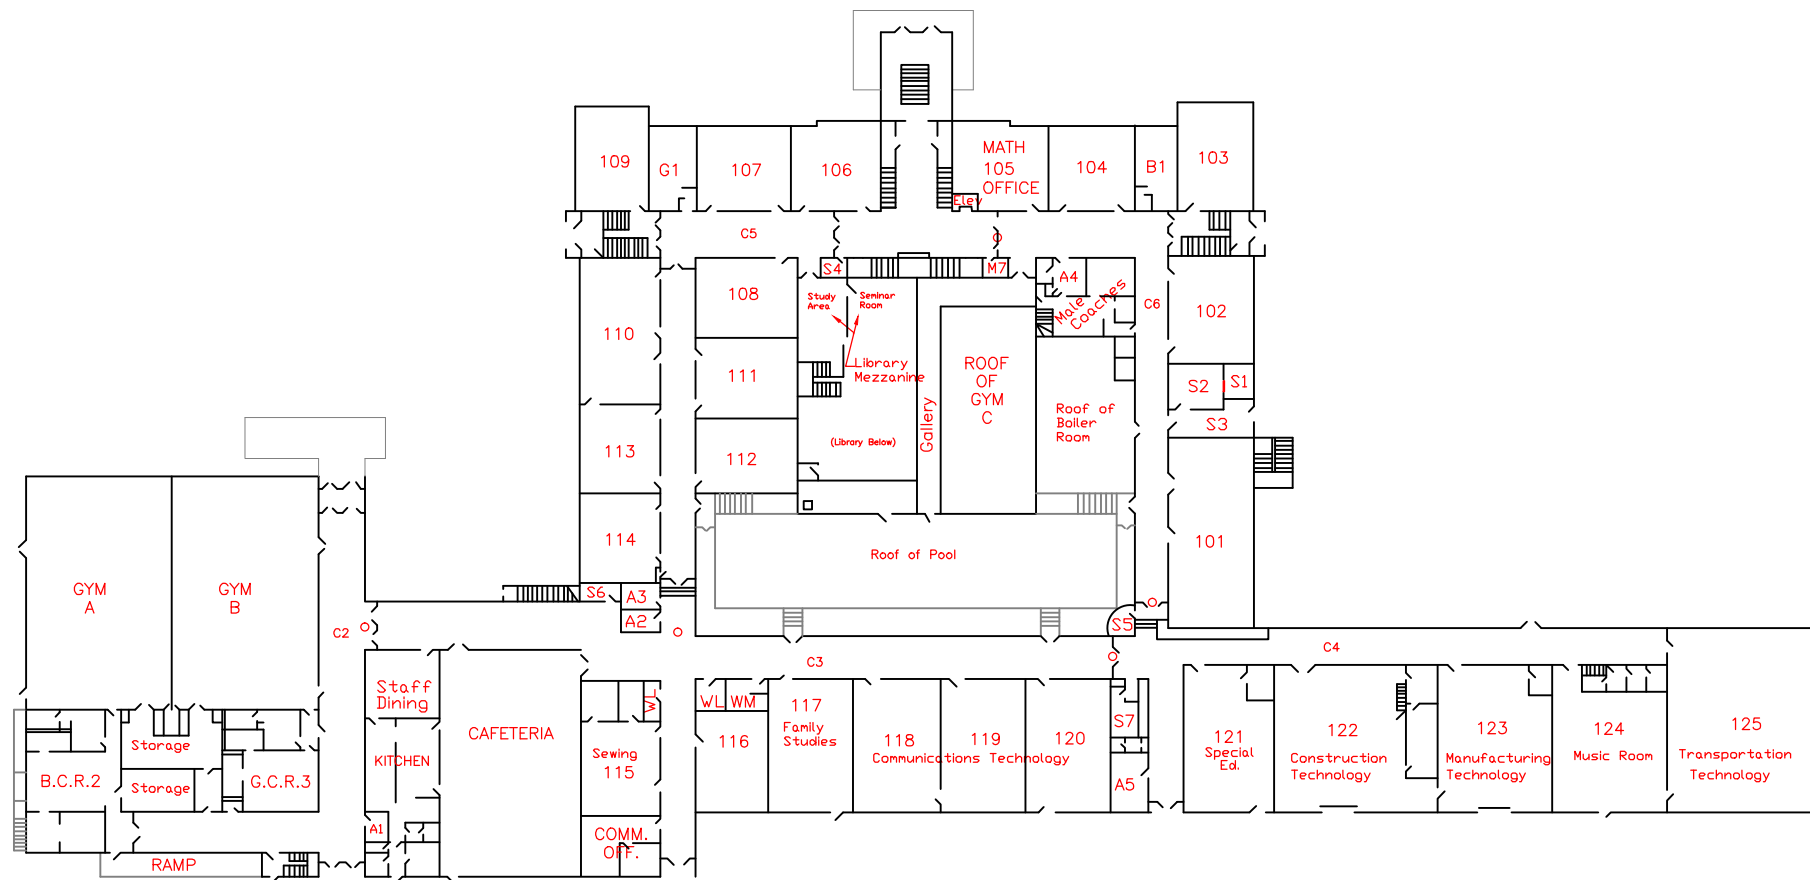 109
G1
107
106
MATH
105
OFFICE
Elev
104
B1
103
C5
S4
M7
A4
Male
Coaches
C6
102
108
Study
Area
Seminar
Room
110
111
Library
Mezzanine
ROOF
OF
GYM
C
Gallery
Roof of
Boiler
Room
S2
S1
S3
(Library Below)
113
112
114
101
Roof of Pool
GYM
A
GYM
B
S6
A3
A2
S5
C2
C3
C4
Staff
Dining
CAFETERIA
WL
WL
WM
117
Family
Studies
116
118
119
120
Communications Technology
S7
A5
121
Special
Ed.
122
Construction
Technology
123
Manufacturing
Technology
124
Music Room
125
Transportation
Technology
Storage
Storage
B.C.R.2
G.C.R.3
KITCHEN
Sewing
115
A1
COMM.
OFF.
RAMP